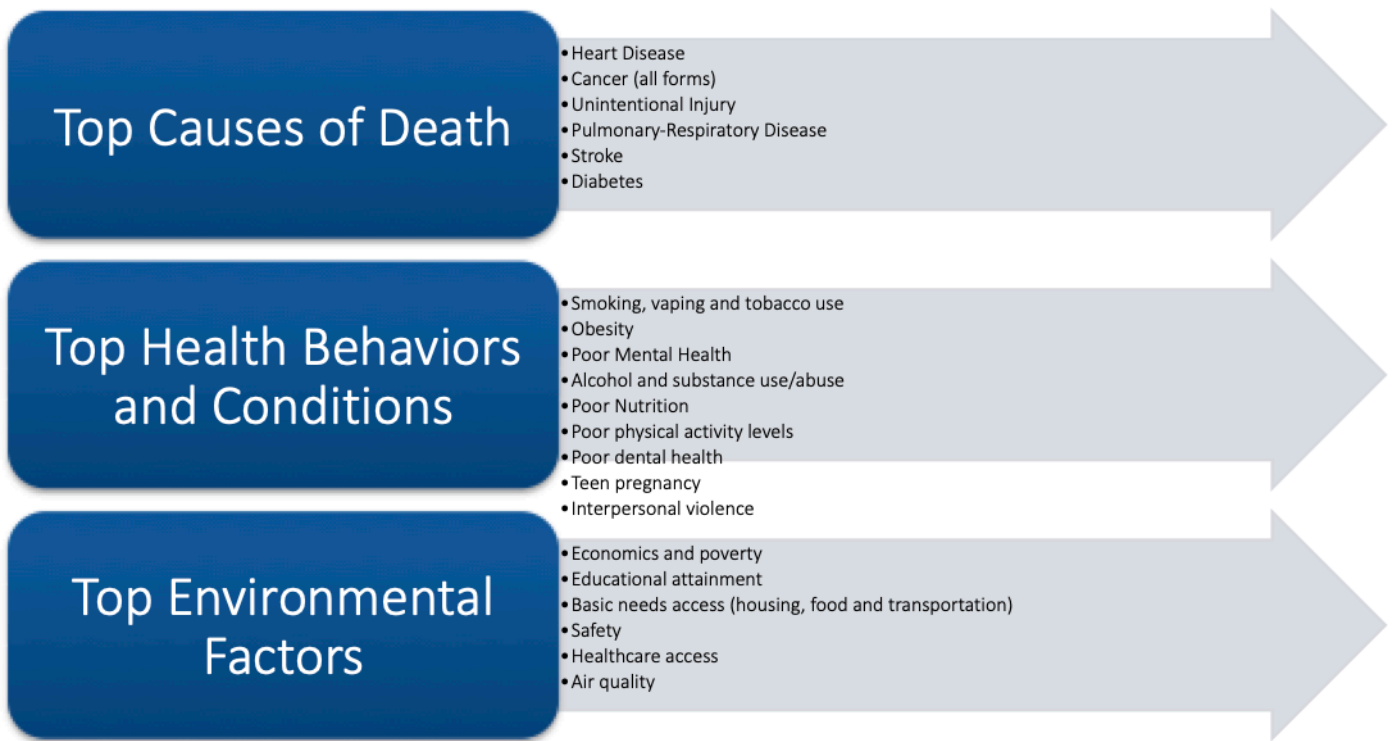 Top Causes of Death
•Heart Disease
•Cancer (all forms)
•Unintentional Injury
•Pulmonary-Respiratory Disease
•Stroke
•Diabetes
Top Health Behaviors
and Conditions
•Smoking, vaping and tobacco use
•Obesity
•Poor Mental Health
•Alcohol and substance use/abuse
•Poor Nutrition
•Poor physical activity levels
•Poor dental health
•Teen pregnancy
•Interpersonal violence
Top Environmental
Factors
•Economics and poverty
•Educational attainment
•Basic needs access (housing, food and transportation)
•Safety
•Healthcare access
•Air quality